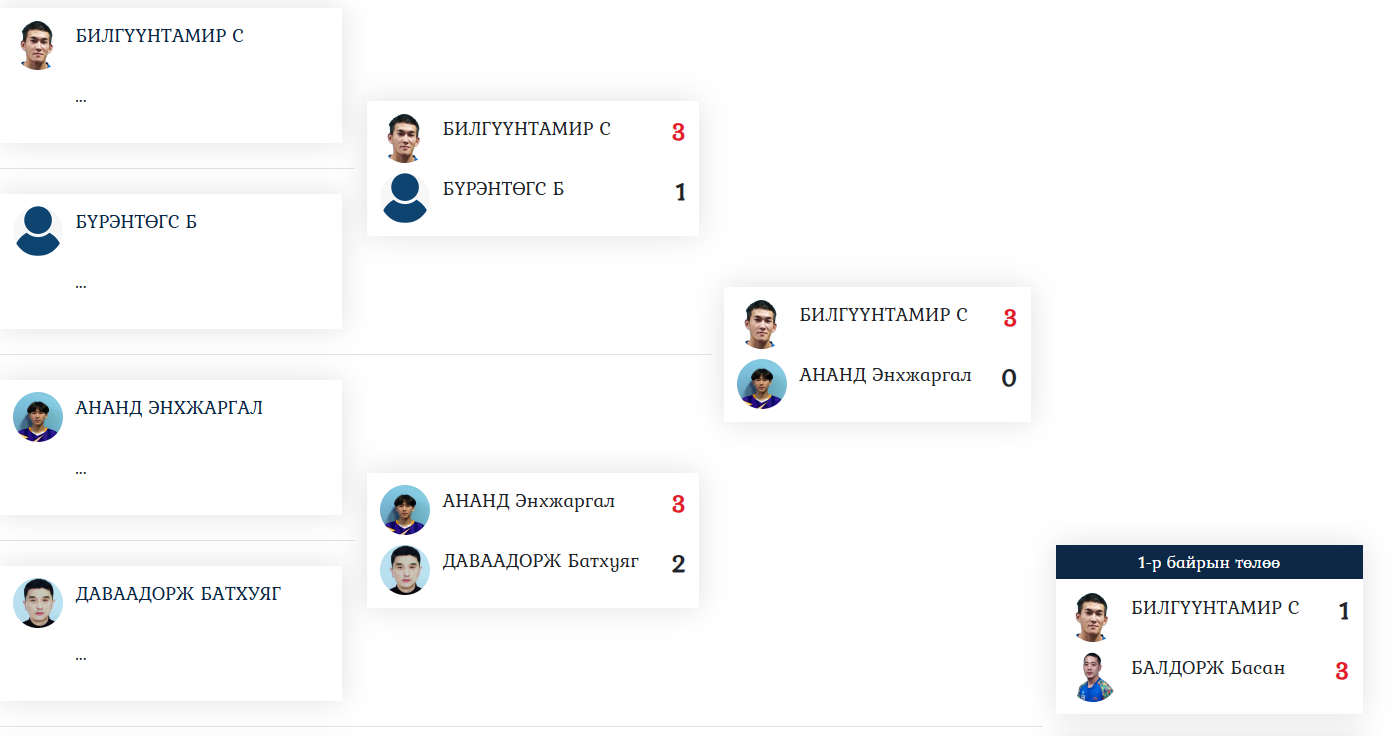 БИЛГҮҮНТАМИР С
...
БҮРЭНТӨГС Б
...
АНАНД ЭНХЖАРГАЛ
...
ДАВААДОРЖ БАТХУЯГ
...
БИЛГҮҮНТАМИР С 3
БҮРЭНТӨГС Б 1
АНАНД Энхжаргал 3
ДАВААДОРЖ Батхуяг 2
БИЛГҮҮНТАМИР С 3
АНАНД Энхжаргал 0
1-р байрын төлөө
БИЛГҮҮНТАМИР С 1
БАЛДОРЖ Басан 3